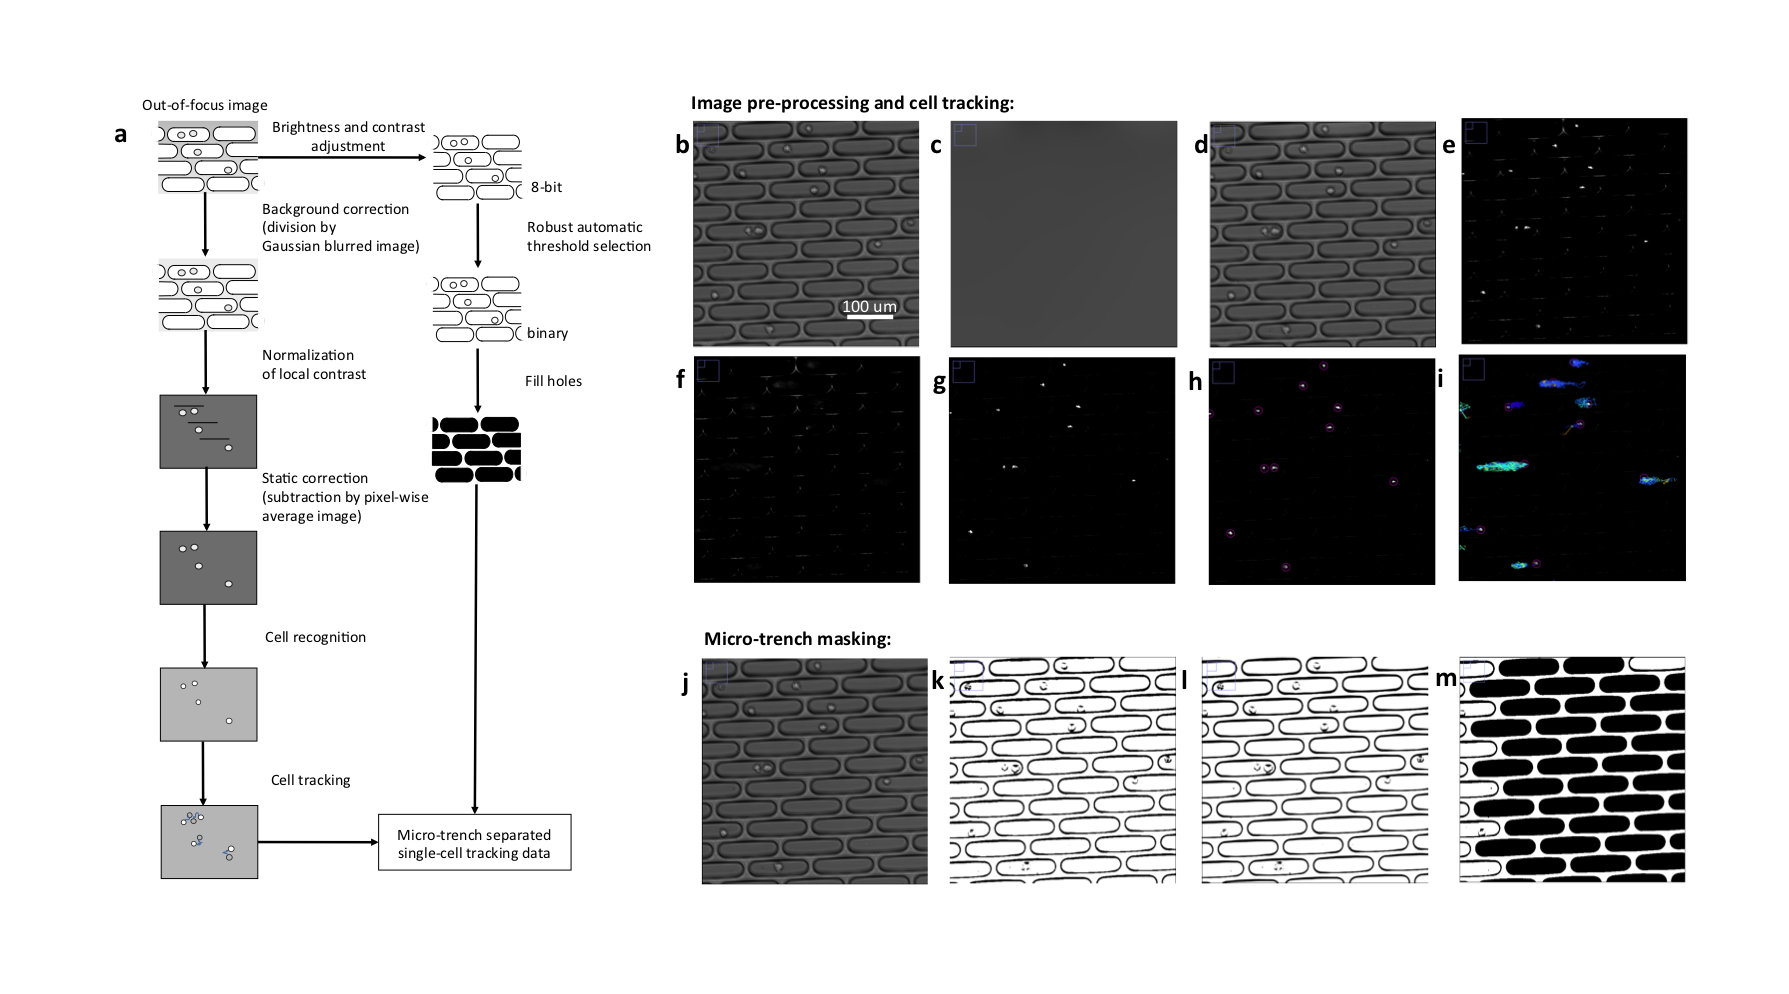 Out-of-focus image
a
Brightness and contrast
adjustment
8-bit
Background correction
(division by
Gaussian blurred image)
Robust automatic
threshold selection
binary
Normalization
of local contrast
Fill holes
Static correction
(subtraction by pixel-wise
average image)
Cell recognition
Cell tracking
Micro-trench separated
single-cell tracking data
Image pre-processing and cell tracking:
b
100 um
c
d
e
f
g
h
i
Micro-trench masking:
j
k
l
m